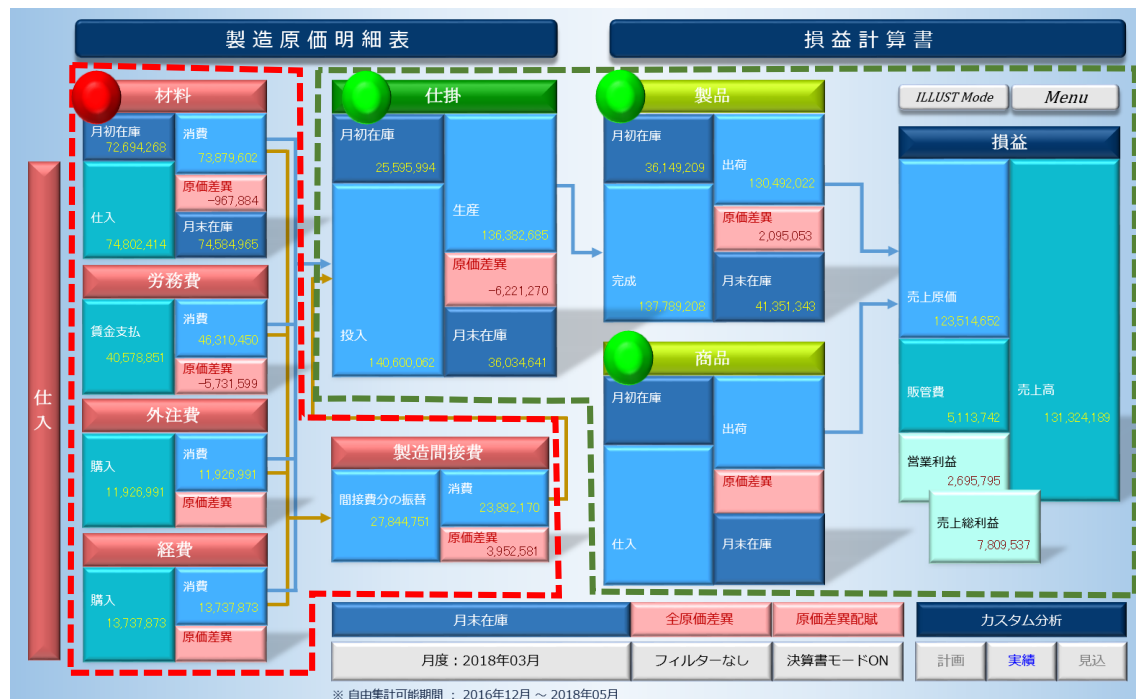 製造原価明細表
損益計算書
ILLUST Mode
Menu
仕入
材料
月初在庫
72,694,268
消費
73,879,602
原価差異
-967,884
仕入
74,802,414
月末在庫
74,584,965
労務費
賃金支払
40,578,851
消費
46,310,450
原価差異
-5,731,599
外注費
購入
11,926,991
消費
11,926,991
原価差異
経費
購入
13,737,873
消費
13,737,873
原価差異
仕掛
月初在庫
25,595,994
生産
136,382,685
原価差異
-6,221,270
投入
140,600,062
月末在庫
36,034,641
製造間接費
間接費分の振替
27,844,751
消費
23,892,170
原価差異
3,952,581
製品
月初在庫
36,149,209
出荷
130,492,022
原価差異
2,095,053
完成
137,789,208
月末在庫
41,351,343
商品
月初在庫
出荷
原価差異
仕入
月末在庫
損益
売上原価
123,514,652
販管費
5,113,742
売上高
131,324,189
営業利益
2,695,795
売上総利益
7,809,537
月末在庫
全原価差異
原価差異配賦
カスタム分析
月度：2018年03月
フィルターなし
決算書モードON
計画
実績
見込
※ 自由集計可能期間 ： 2016年12月 ～ 2018年05月